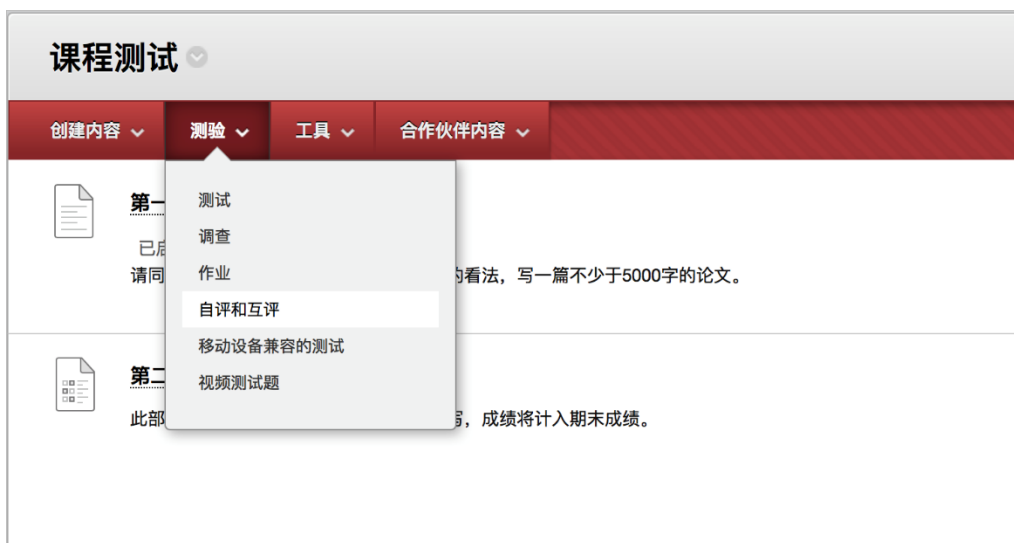 课程测试
创建内容 测验 工具 合作伙伴内容
第一
测试
调查
已启
作业
请同 的看法，写一篇不少于5000字的论文。
自评和互评
移动设备兼容的测试
第二
视频测试题
此部 写，成绩将计入期末成绩。